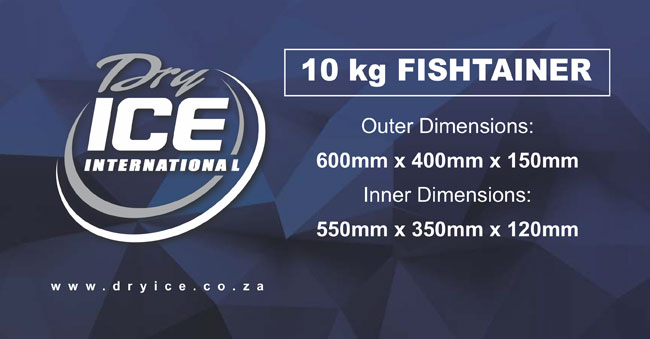 Dry
ICE
INTERNATIONAL
www.dryice.co.za
10 kg FISHTAINER
Outer Dimensions:
600mm x 400mm x 150mm
Inner Dimensions:
550mm x 350mm x 120mm